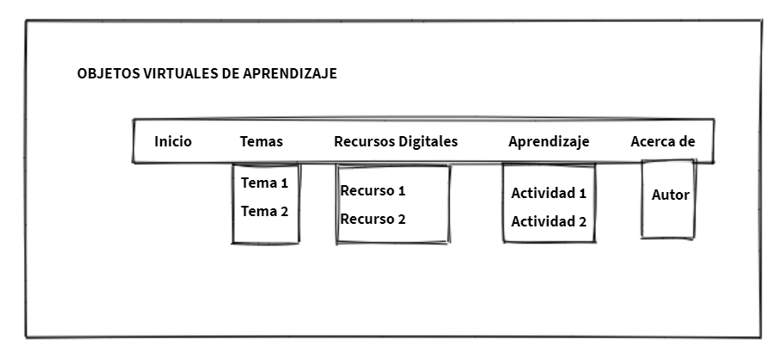 OBJETOS VIRTUALES DE APRENDIZAJE
Inicio Temas Recursos Digitales Aprendizaje Acerca de
Tema 1
Tema 2
Recurso 1
Recurso 2
Actividad 1
Actividad 2
Autor